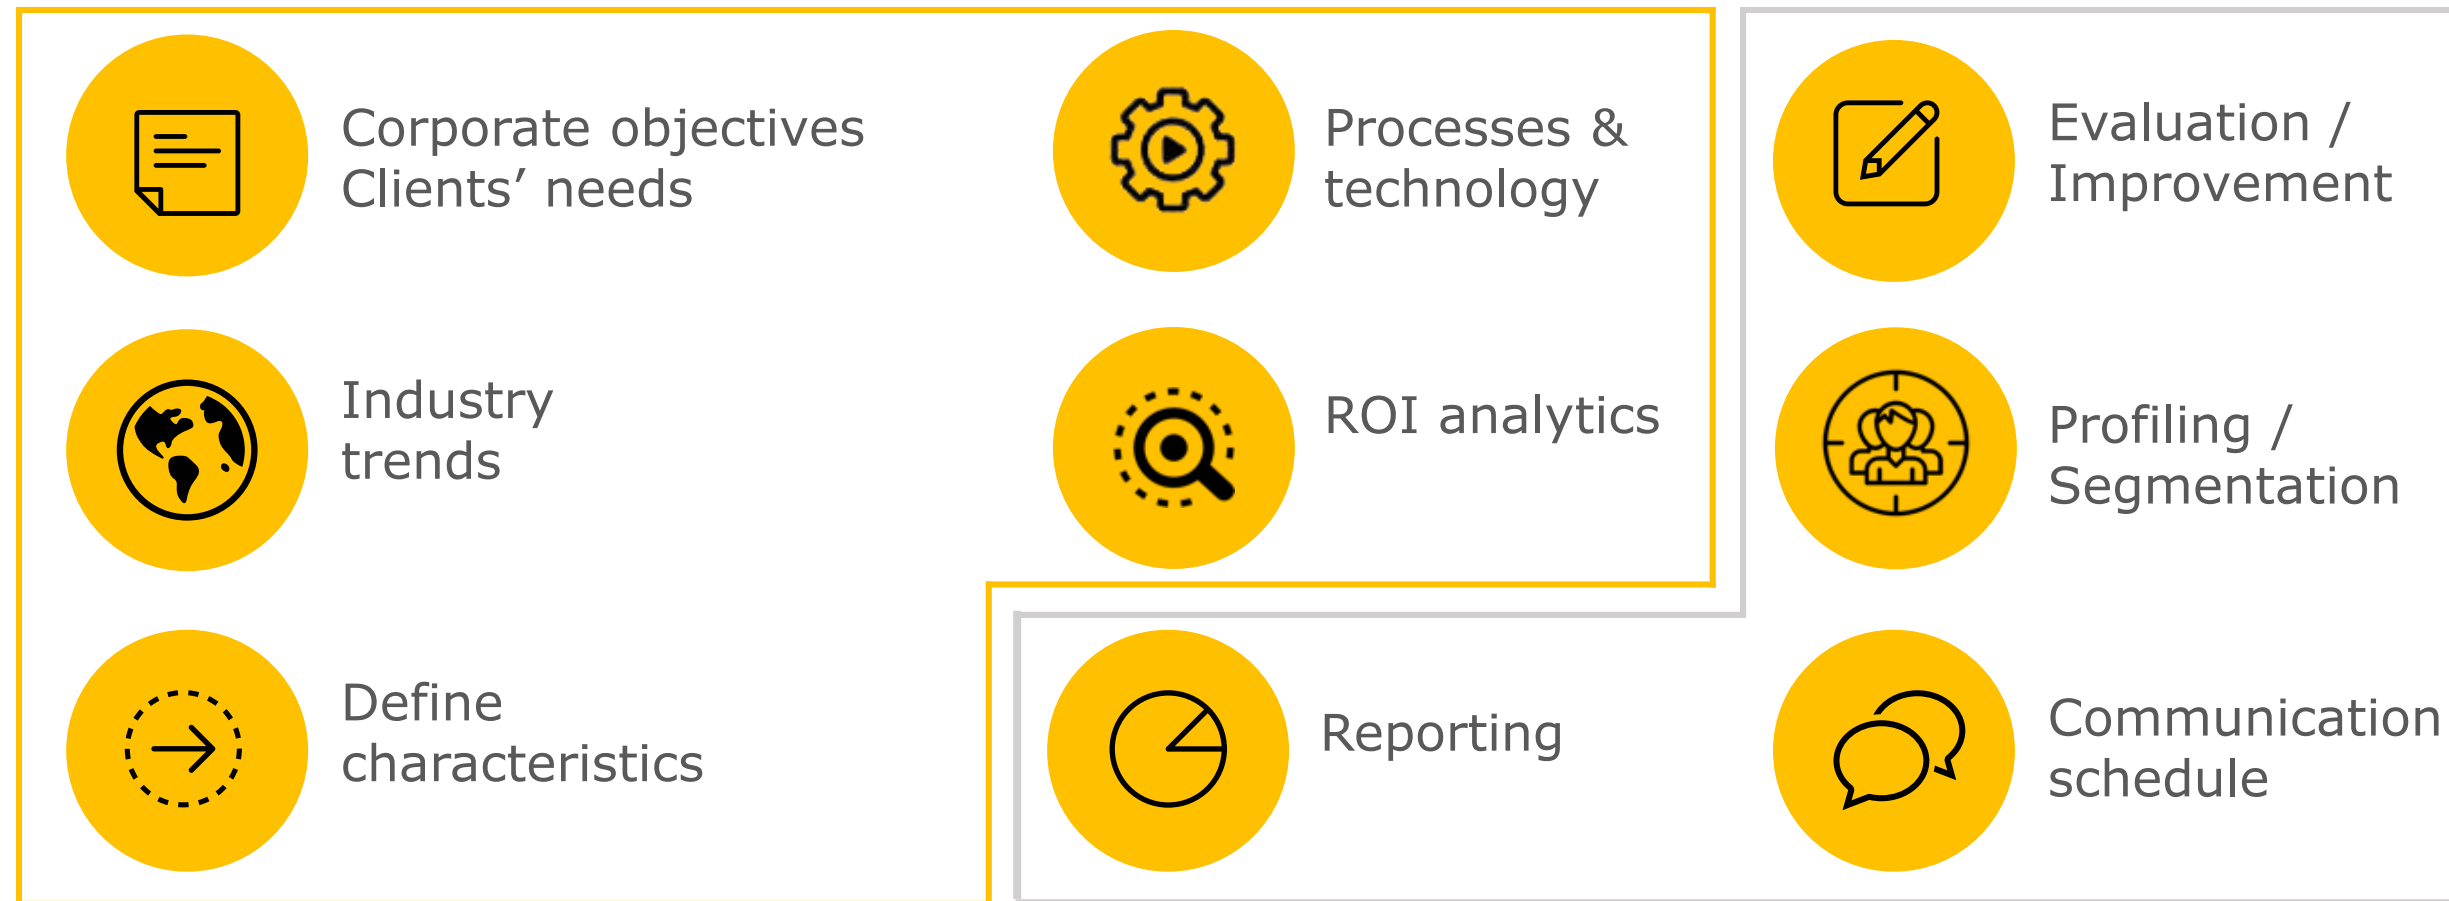 Corporate objectives
Clients’ needs
Industry
trends
Define
characteristics
Processes &
technology
ROI analytics
Reporting
Evaluation /
Improvement
Profiling /
Segmentation
Communication
schedule